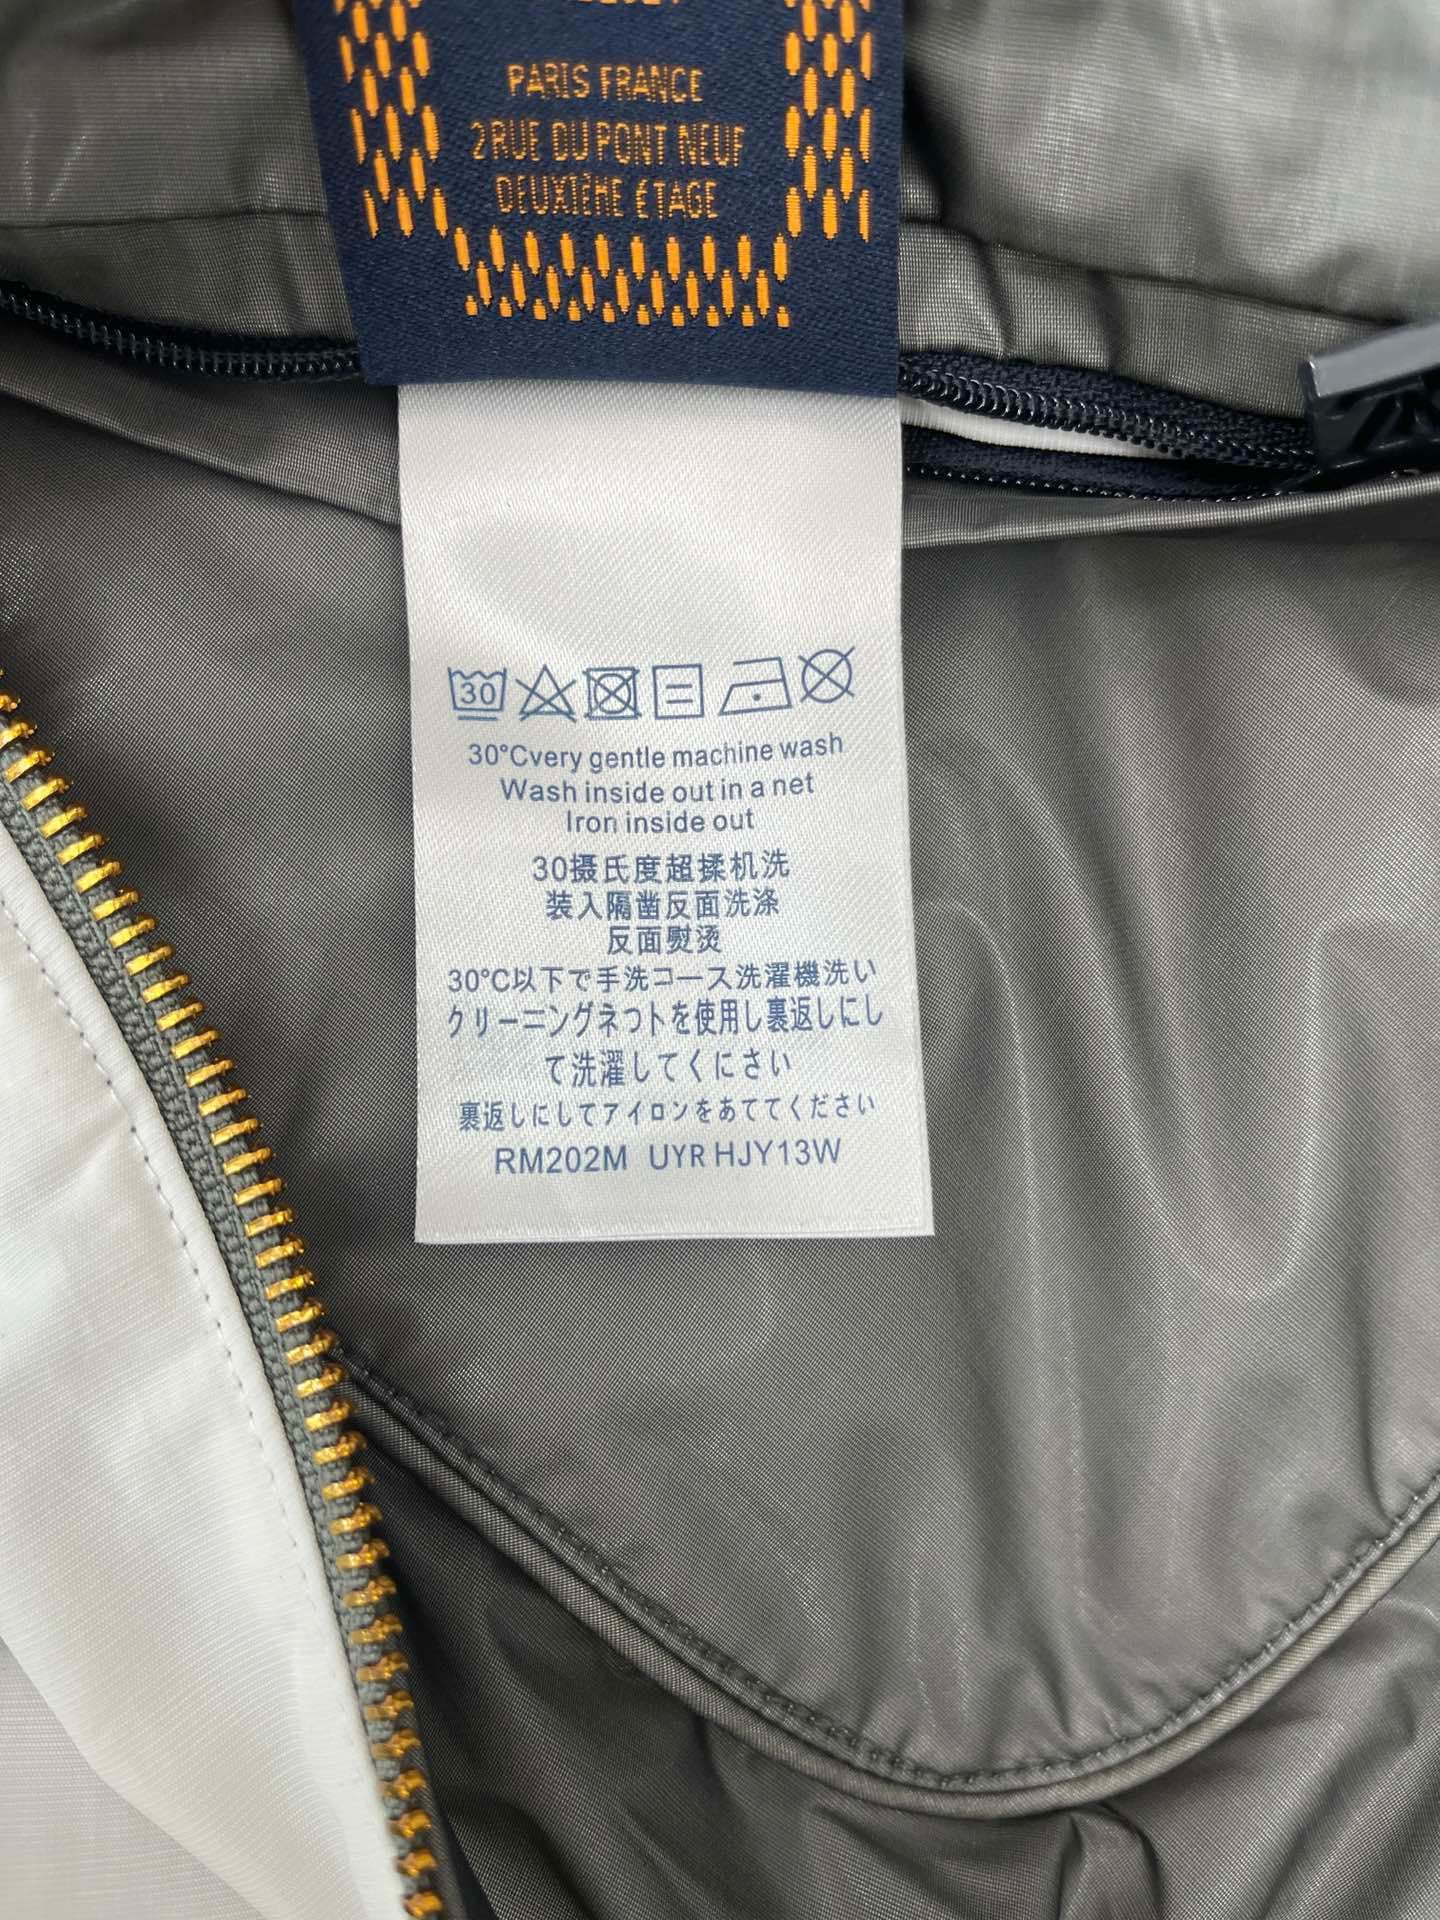 PARIS FRANCE
2 RUE DU PONT NEUF
DEUXIÈME ÉTAGE
30
30°Cvery gentle machine wash
Wash inside out in a net
Iron inside out
30摄氏度超揉机洗
装入隔凿反面洗涤
反面熨烫
30°C以下で手洗コース洗濯機洗い
クリーニングネつトを使用し裏返しにし
て洗濯してください
裏返しにしてアイロンをあててください
RM202M UYR HJY13W